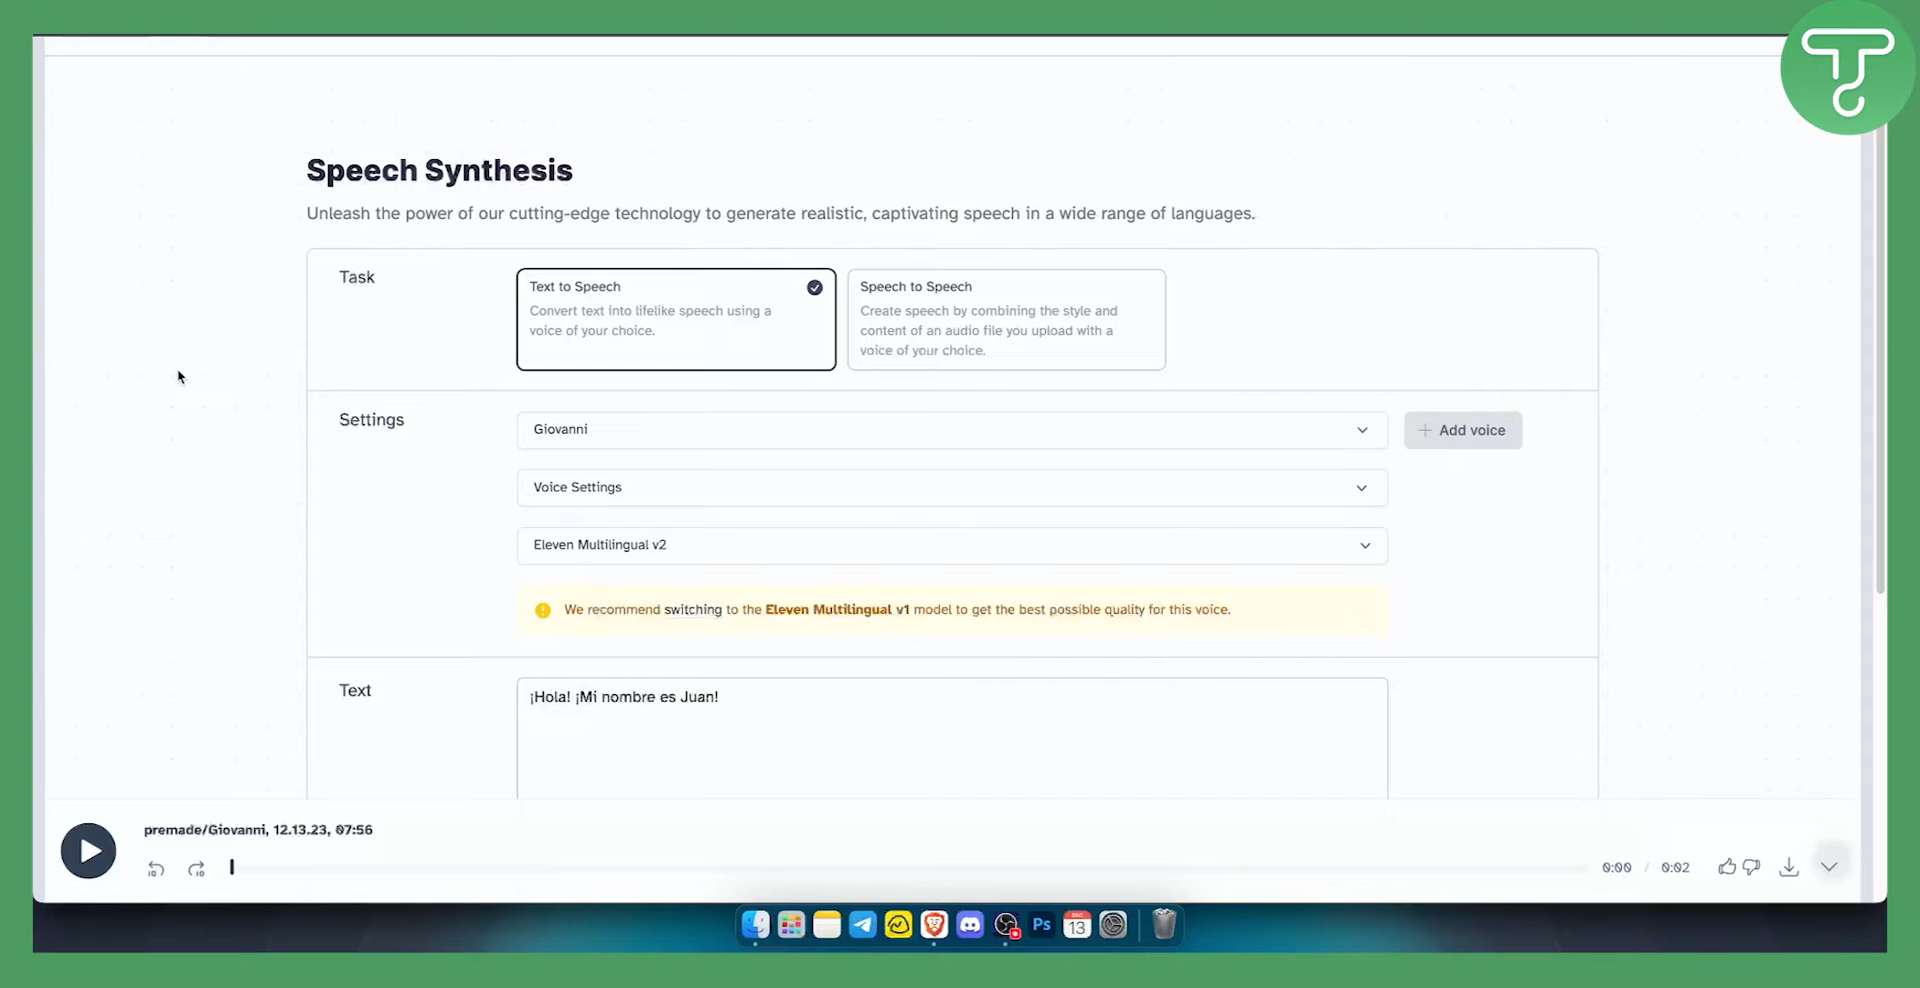 Speech Synthesis
Unleash the power of our cutting-edge technology to generate realistic, captivating speech in a wide range of languages.
Task
Text to Speech
Convert text into lifelike speech using a
voice of your choice.
Speech to Speech
Create speech by combining the style and
content of an audio file you upload with a
voice of your choice.
Settings
Giovanni
+ Add voice
Voice Settings
Eleven Multilingual v2
We recommend switching to the Eleven Multilingual v1 model to get the best possible quality for this voice.
Text
¡Hola! ¡Mi nombre es Juan!
premade/Giovanni, 12.13.23, 07:56
10
10
0:00 / 0:02
Ps
DEC
13